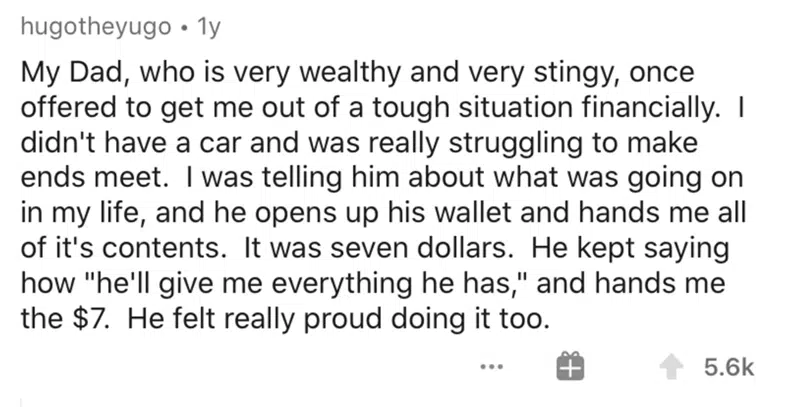 hugotheyugo • 1y
My Dad, who is very wealthy and very stingy, once
offered to get me out of a tough situation financially.  I
didn't have a car and was really struggling to make
ends meet.  I was telling him about what was going on
in my life, and he opens up his wallet and hands me all
of it's contents.  It was seven dollars.  He kept saying
how "he'll give me everything he has," and hands me
the $7.  He felt really proud doing it too.
5.6k